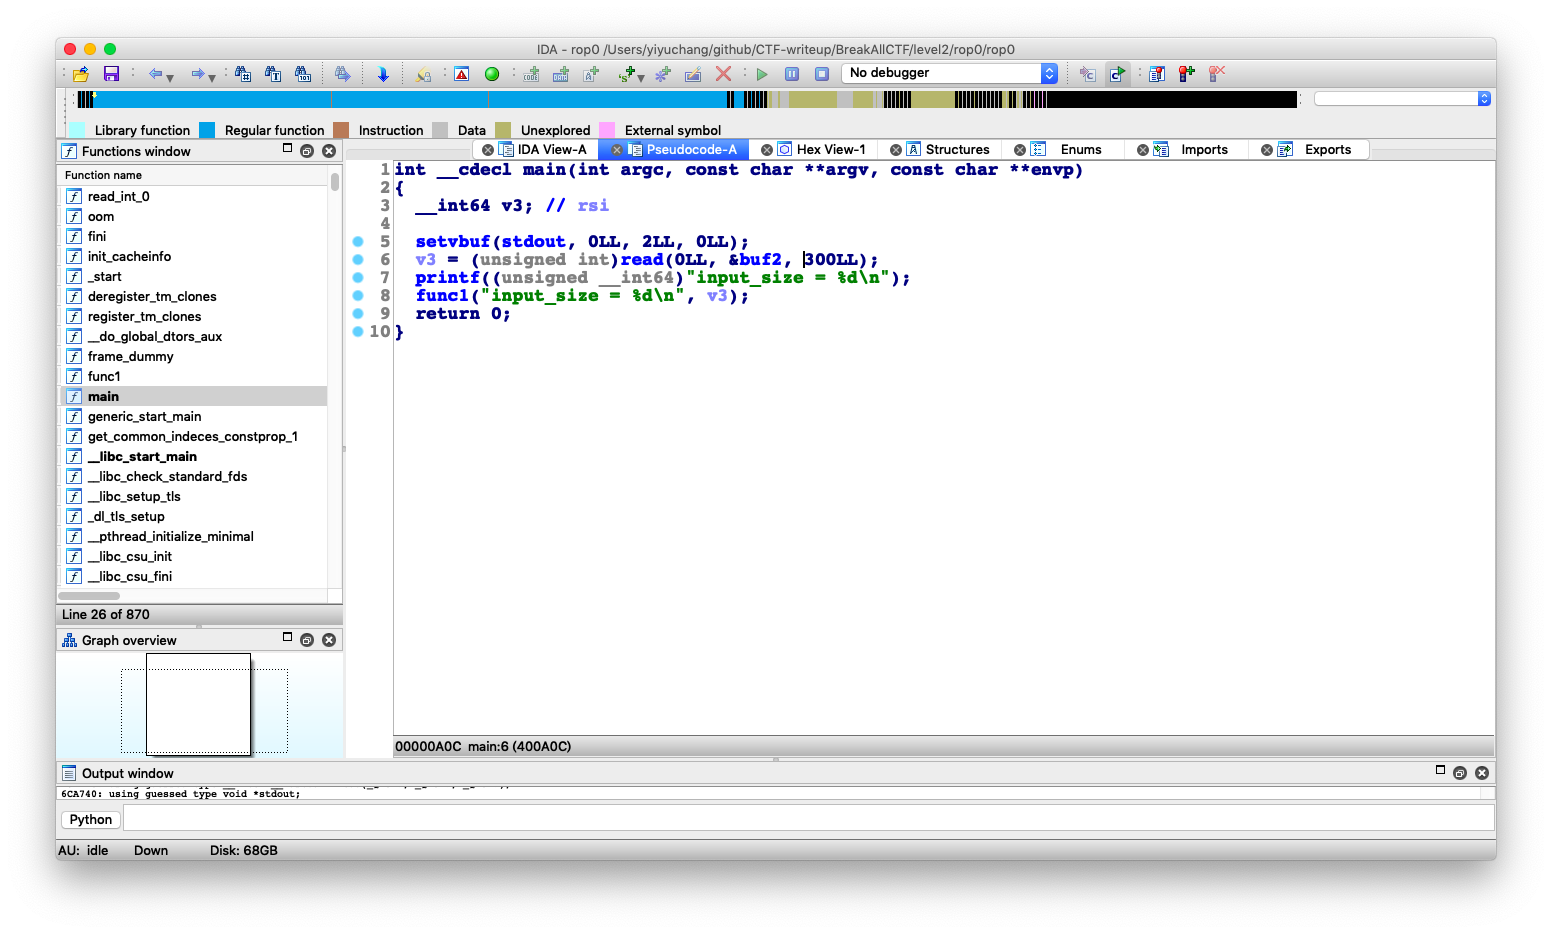 IDA - rop0 /Users/yiyuchang/github/CTF-writeup/BreakAllCTF/level2/rop0/rop0
No debugger
Library function Regular function Instruction Data Unexplored External symbol
Functions window
Function name
read_int_0
oom
fini
init_cacheinfo
_start
deregister_tm_clones
register_tm_clones
__do_global_dtors_aux
frame_dummy
func1
main
generic_start_main
get_common_indeces_constprop_1
__libc_start_main
__libc_check_standard_fds
__libc_setup_tls
_dl_tls_setup
__pthread_initialize_minimal
__libc_csu_init
__libc_csu_fini
Line 26 of 870
Graph overview
IDA View-A Pseudocode-A Hex View-1 Structures Enums Imports Exports
1 int __cdecl main(int argc, const char **argv, const char **envp)
2 {
3 __int64 v3; // rsi
4
5 setvbuf(stdout, 0LL, 2LL, 0LL);
6 v3 = (unsigned int)read(0LL, &buf2, 300LL);
7 printf((unsigned __int64)"input_size = %d\n");
8 func1("input_size = %d\n", v3);
9 return 0;
10 }
00000A0C main:6 (400A0C)
Output window
6CA740: using guessed type void *stdout;
Python
AU: idle Down Disk: 68GB